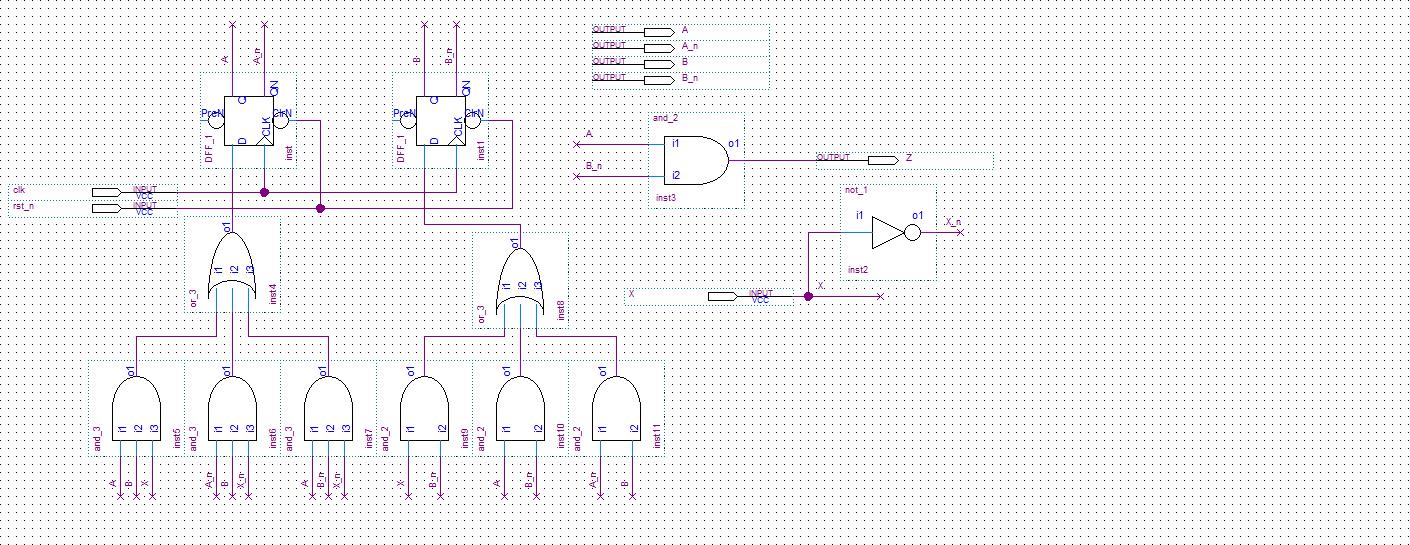 A
A_n
Q
QN
PreN
ClrN
D
CLK
DFF_1
inst
B
B_n
Q
QN
PreN
ClrN
D
CLK
DFF_1
inst1
OUTPUT A
OUTPUT A_n
OUTPUT B
OUTPUT B_n
and_2
A
i1
o1
B_n
i2
inst3
OUTPUT Z
clk INPUT
VCC
rst_n INPUT
VCC
not_1
i1
o1
X_n
inst2
X INPUT
VCC
X
o1
i1
i2
i3
or_3
inst4
o1
i1
i2
i3
or_3
inst8
o1
i1
i2
i3
and_3
inst5
A
B
X
o1
i1
i2
i3
and_3
inst6
A_n
B
X_n
o1
i1
i2
i3
and_3
inst7
A
B_n
X_n
o1
i1
i2
and_2
inst9
X
B_n
o1
i1
i2
and_2
inst10
A
B_n
o1
i1
i2
and_2
inst11
A_n
B